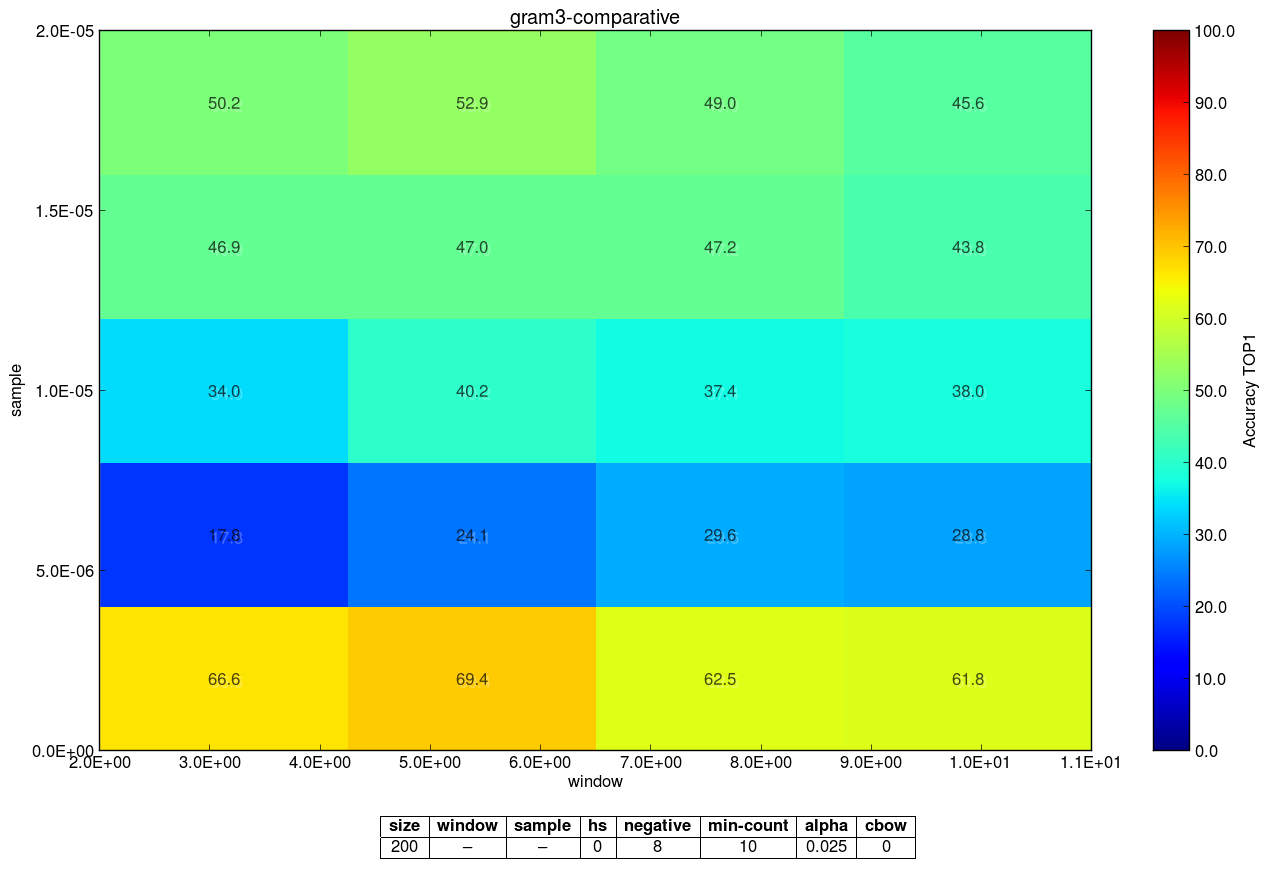 gram3-comparative
2.0E-05
50.2 52.9 49.0 45.6
1.5E-05
46.9 47.0 47.2 43.8
1.0E-05
34.0 40.2 37.4 38.0
17.8 24.1 29.6 28.8
5.0E-06
66.6 69.4 62.5 61.8
0.0E+00
sample
2.0E+00 3.0E+00 4.0E+00 5.0E+00 6.0E+00 7.0E+00 8.0E+00 9.0E+00 1.0E+01 1.1E+01
window
100.0
90.0
80.0
70.0
60.0
50.0
40.0
30.0
20.0
10.0
0.0
Accuracy TOP1
size window sample hs negative min-count alpha cbow
200 – – 0 8 10 0.025 0